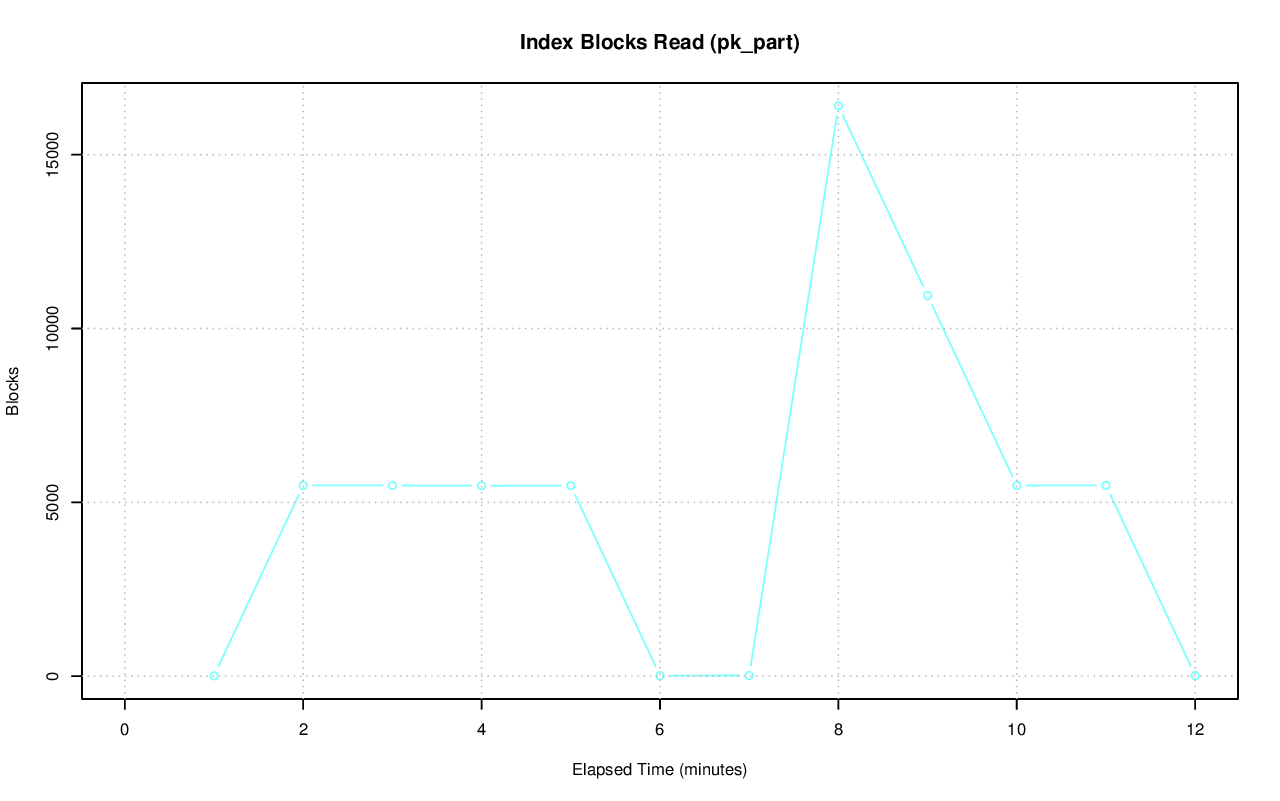 Index Blocks Read (pk_part)
15000
10000
5000
0
Blocks
0 2 4 6 8 10 12
Elapsed Time (minutes)